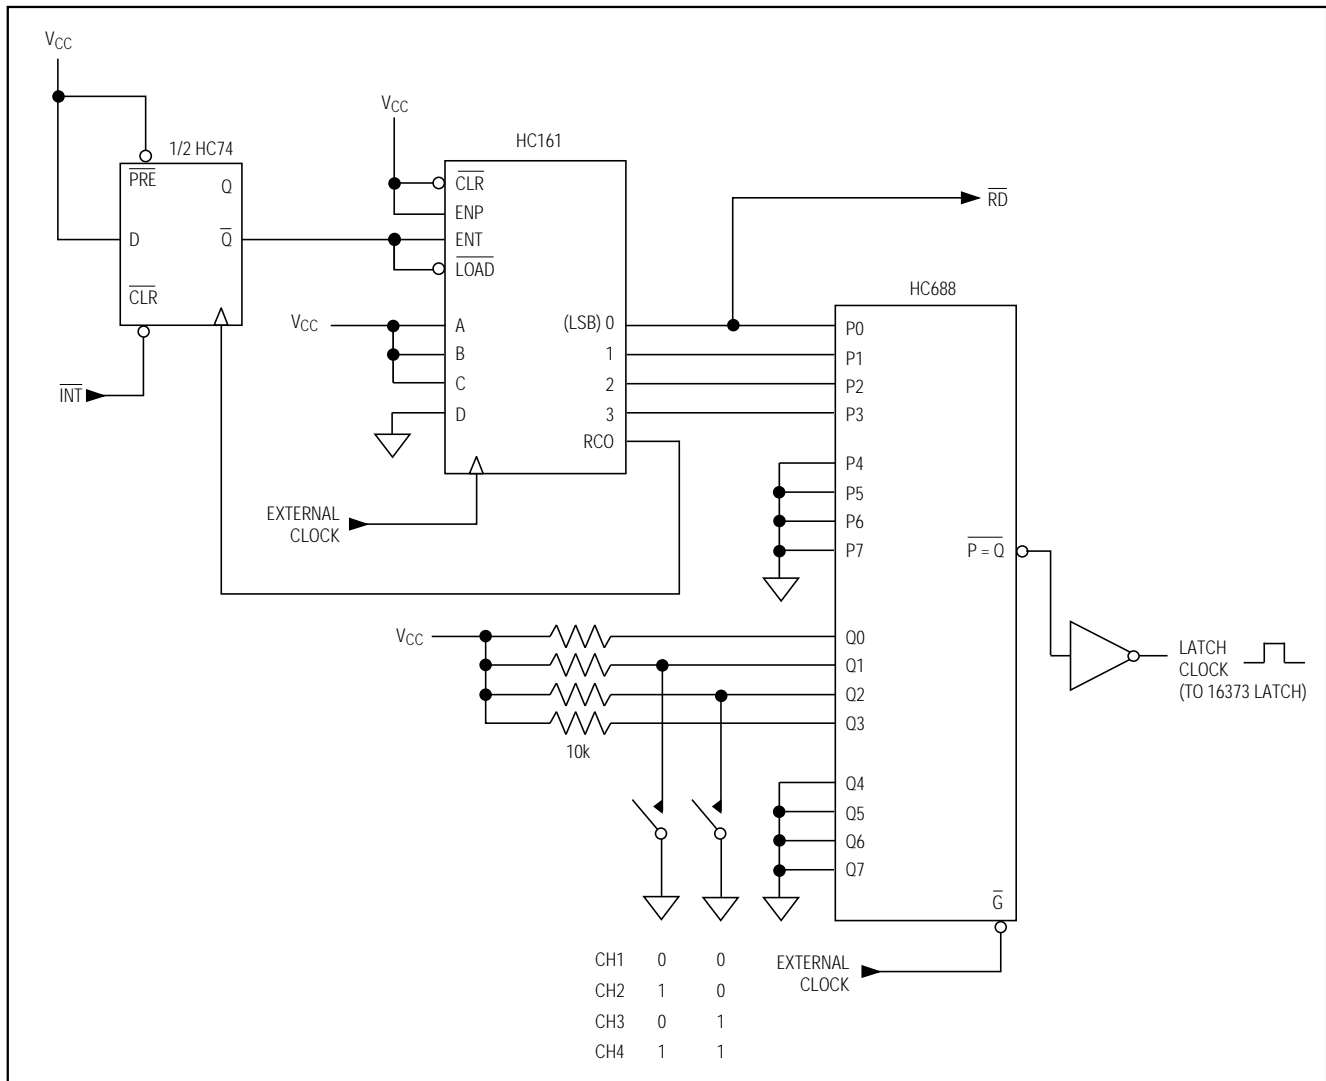 VCC
1/2 HC74
PRE
Q
D
Q
CLR
INT
VCC
HC161
CLR
ENP
ENT
LOAD
VCC
A
B
C
D
(LSB) 0
1
2
3
RCO
EXTERNAL
CLOCK
RD
HC688
P0
P1
P2
P3
P4
P5
P6
P7
P = Q
VCC
Q0
Q1
Q2
Q3
10k
Q4
Q5
Q6
Q7
G
LATCH
CLOCK
(TO 16373 LATCH)
EXTERNAL
CLOCK
CH1 0 0
CH2 1 0
CH3 0 1
CH4 1 1